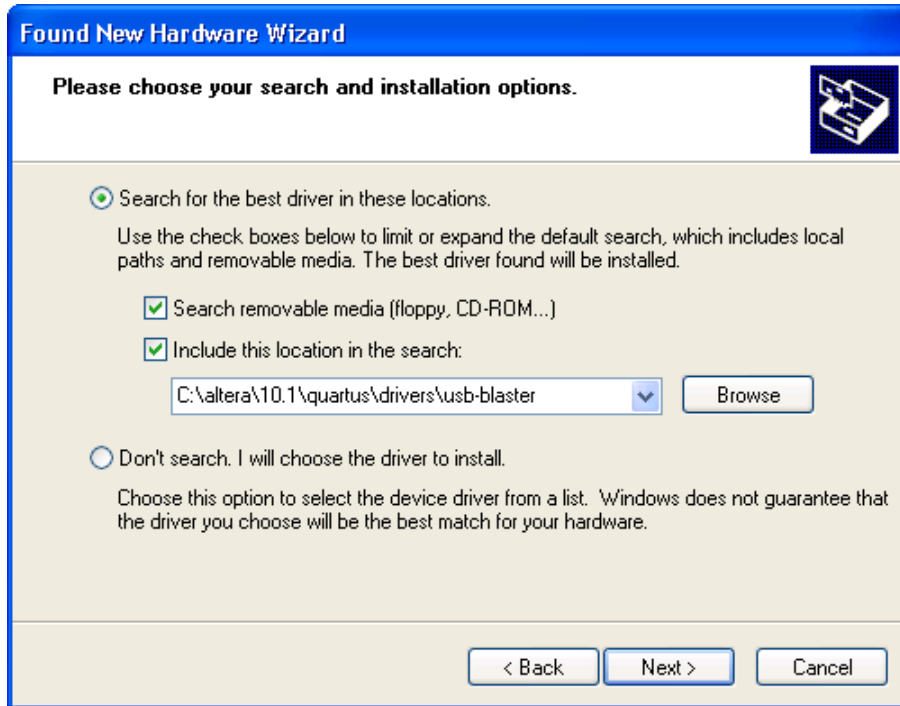 Found New Hardware Wizard
Please choose your search and installation options.
Search for the best driver in these locations.
Use the check boxes below to limit or expand the default search, which includes local
paths and removable media. The best driver found will be installed.
Search removable media (floppy, CD-ROM...)
Include this location in the search:
C:\altera\10.1\quartus\drivers\usb-blaster
Browse
Don't search. I will choose the driver to install.
Choose this option to select the device driver from a list. Windows does not guarantee that
the driver you choose will be the best match for your hardware.
< Back
Next >
Cancel